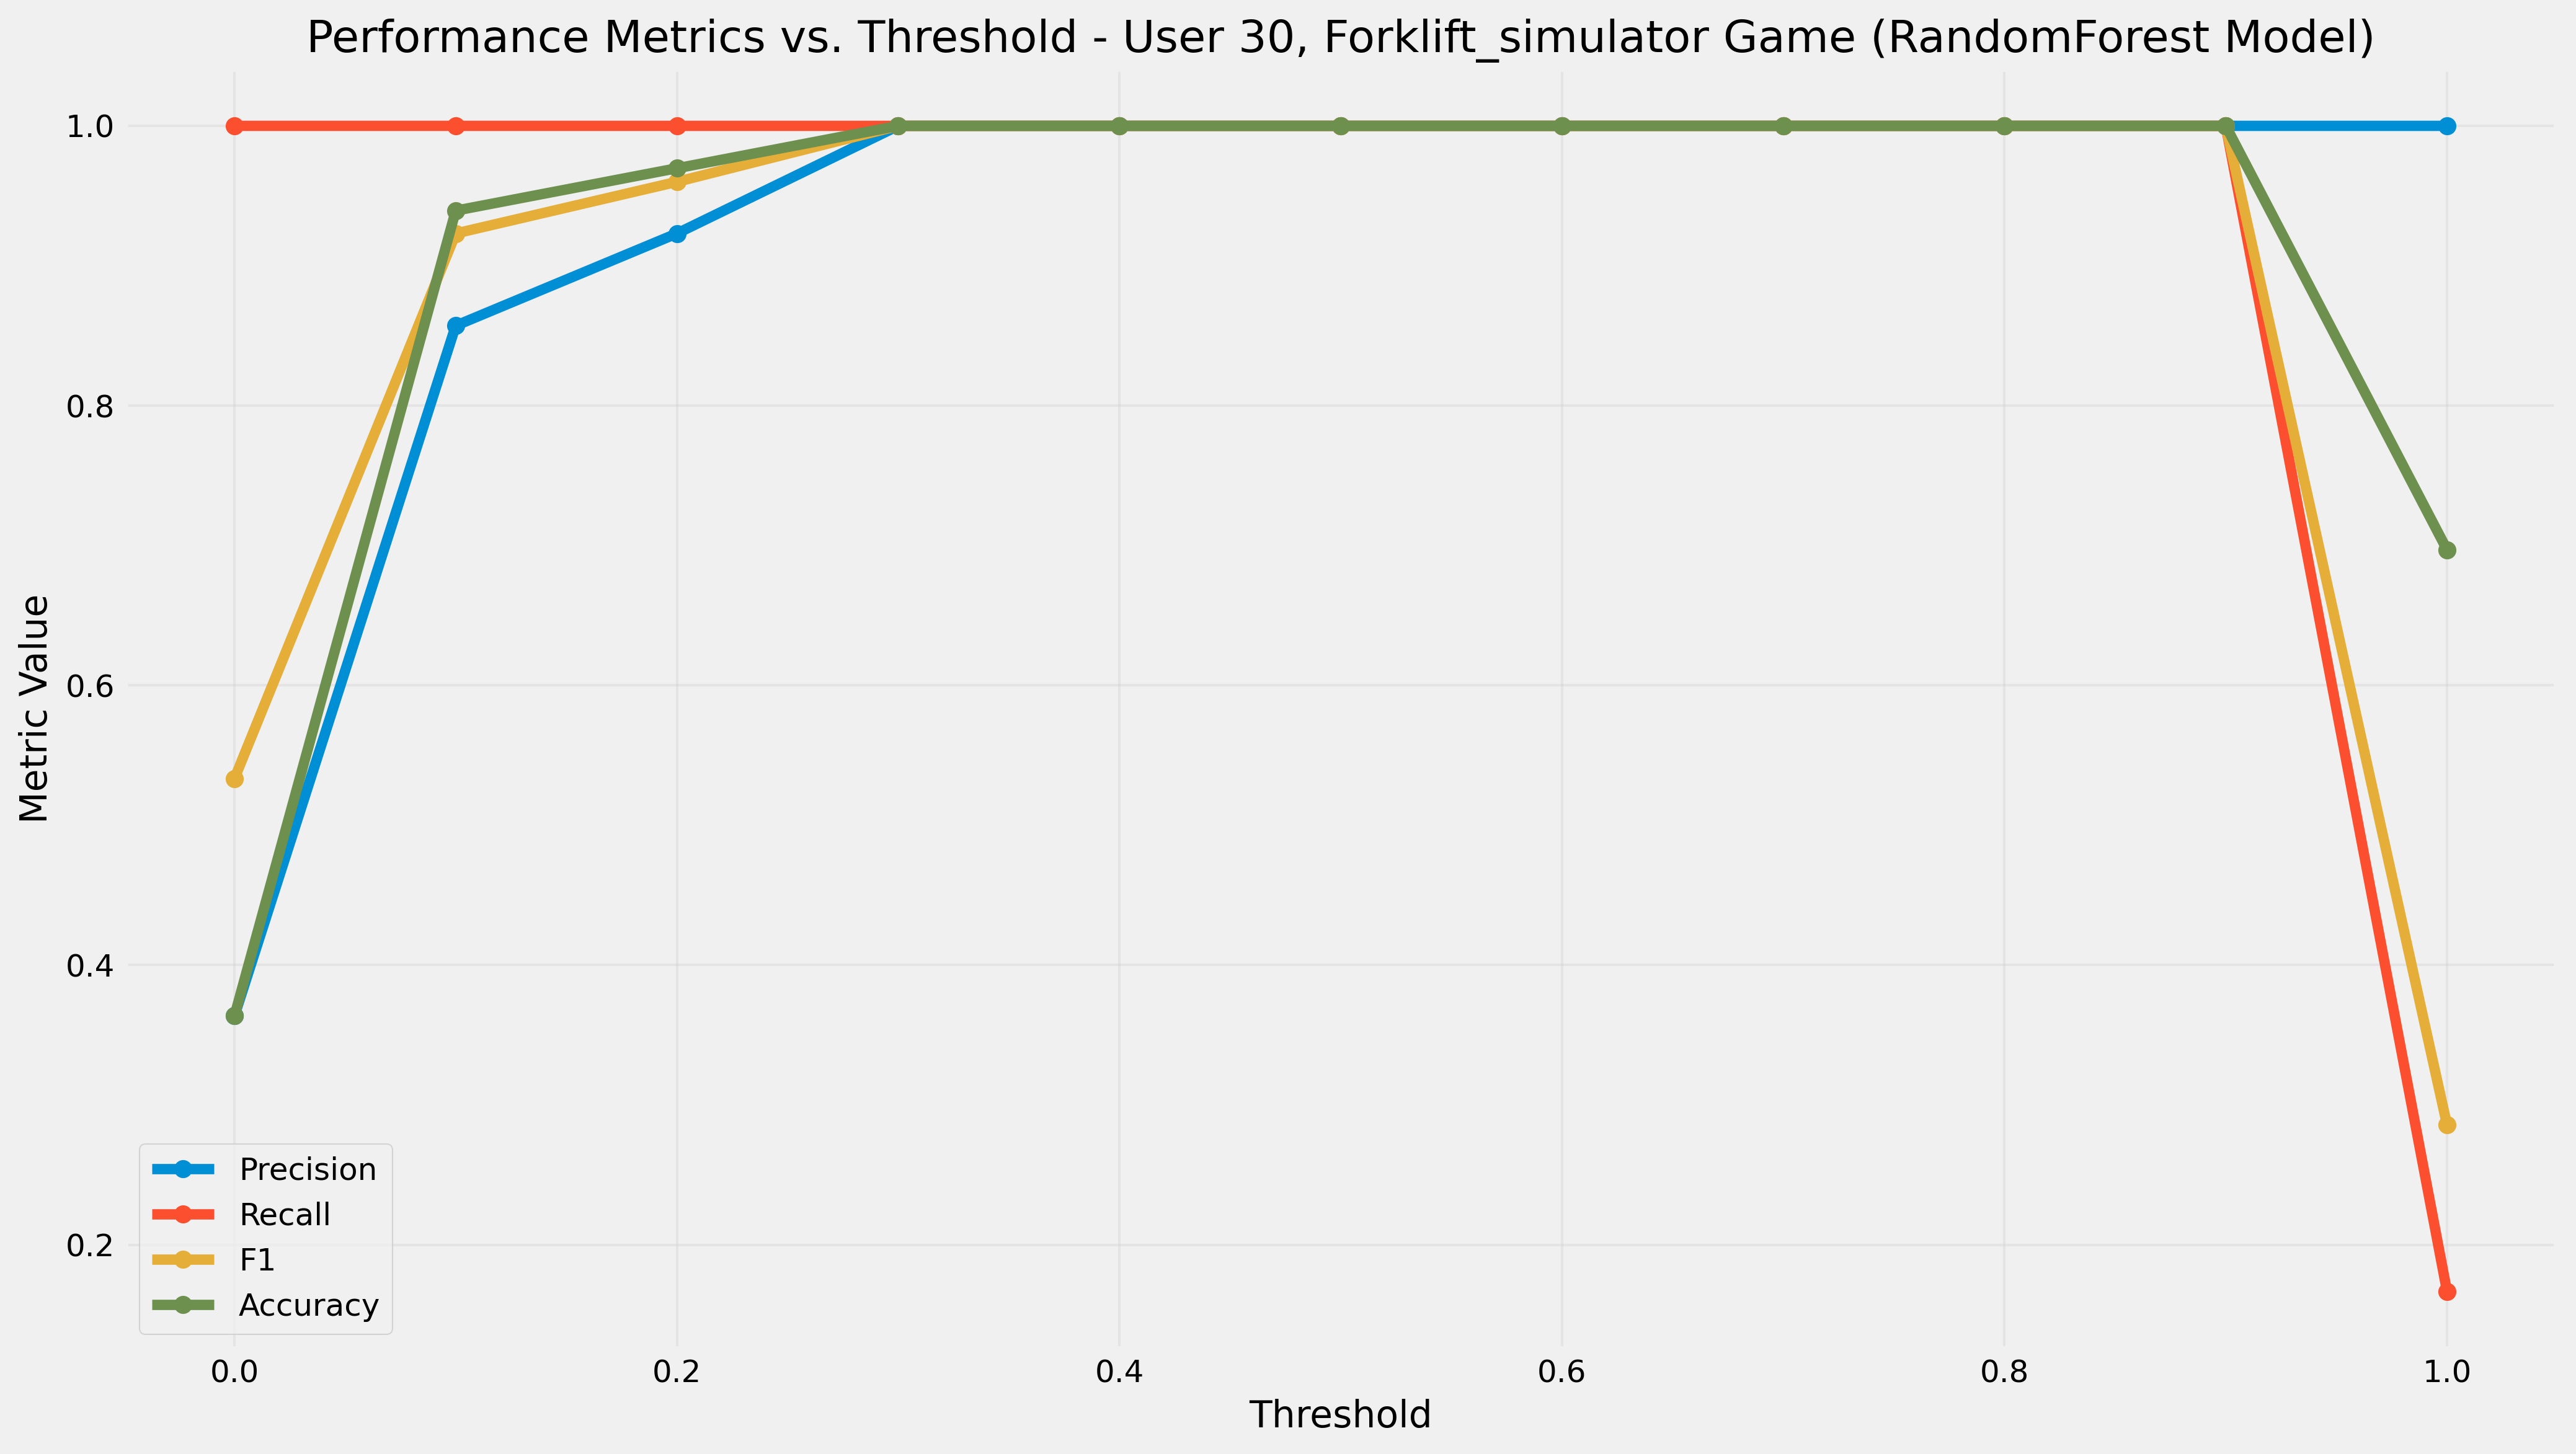 Performance Metrics vs. Threshold - User 30, Forklift_simulator Game (RandomForest Model)
1.0
0.8
0.6
0.4
0.2
Metric Value
Precision
Recall
F1
Accuracy
0.0 0.2 0.4 0.6 0.8 1.0
Threshold